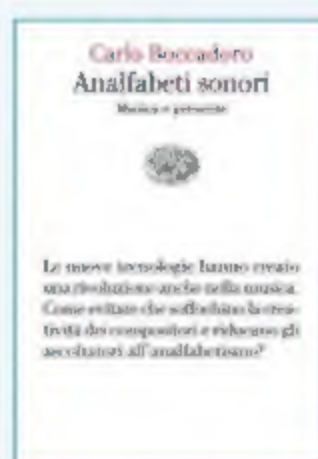 Carlo Boccadoro
Analfabeti sonori
Musica e presente
Le nuove tecnologie hanno creato
una rivoluzione anche nella musica.
Come evitare che soffochino la crea-
tività dei compositori e riducano gli
ascoltatori all'analfabetismo?